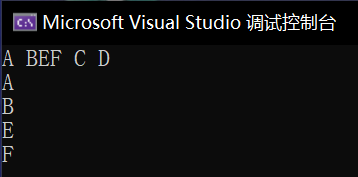 Microsoft Visual Studio 调试控制台
A BEF C D
A
B
E
F